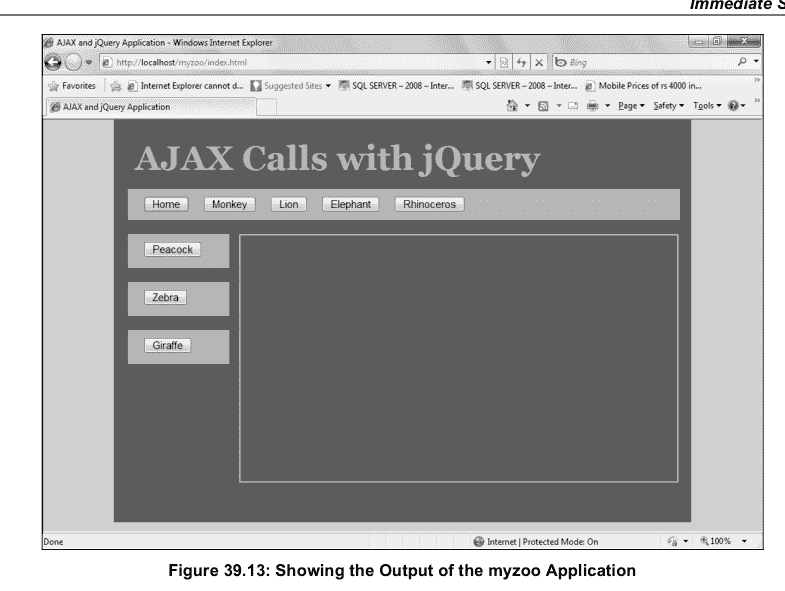 Immediate S
AJAX and jQuery Application - Windows Internet Explorer
http://localhost/myzoo/index.html
Bing
Favorites
Internet Explorer cannot d...
Suggested Sites
SQL SERVER – 2008 – Inter...
SQL SERVER – 2008 – Inter...
Mobile Prices of rs 4000 in...
AJAX and jQuery Application
Page
Safety
Tools
AJAX Calls with jQuery
Home
Monkey
Lion
Elephant
Rhinoceros
Peacock
Zebra
Giraffe
Done
Internet | Protected Mode: On
100%
Figure 39.13: Showing the Output of the myzoo Application